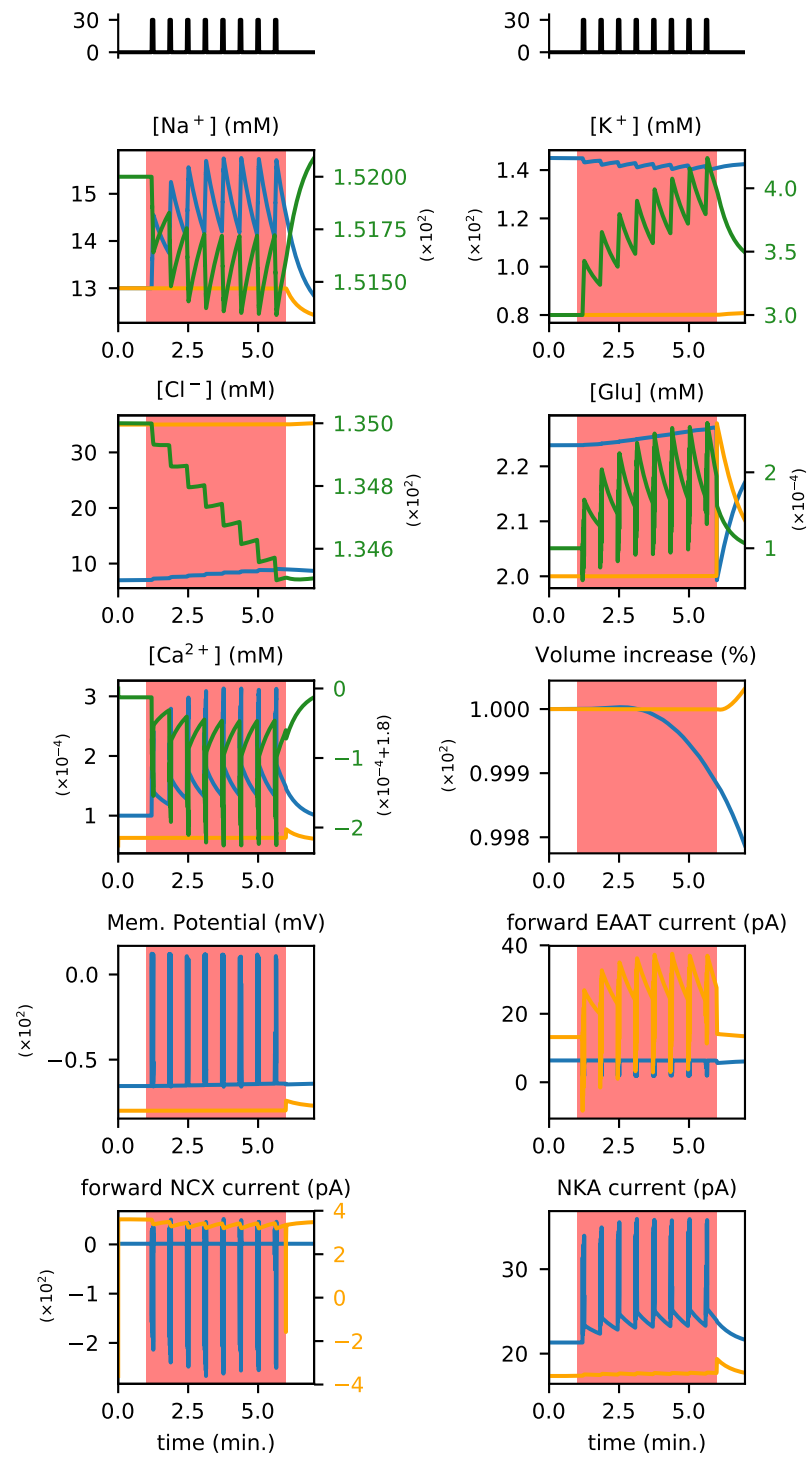 30
0
30
0
[Na⁺] (mM)
15
14
13
1.5200
1.5175
1.5150
(×10²)
0.0 2.5 5.0
[K⁺] (mM)
1.4
1.2
1.0
0.8
(×10²)
4.0
3.5
3.0
0.0 2.5 5.0
[Cl⁻] (mM)
30
20
10
1.350
1.348
1.346
(×10²)
0.0 2.5 5.0
[Glu] (mM)
2.2
2.1
2.0
2
1
(×10⁻⁴)
0.0 2.5 5.0
[Ca²⁺] (mM)
3
2
1
(×10⁻⁴)
0
−1
−2
(×10⁻⁴+1.8)
0.0 2.5 5.0
Volume increase (%)
1.000
0.999
0.998
(×10²)
0.0 2.5 5.0
Mem. Potential (mV)
0.0
−0.5
(×10²)
0.0 2.5 5.0
forward EAAT current (pA)
40
20
0
0.0 2.5 5.0
forward NCX current (pA)
0
−1
−2
(×10²)
4
2
0
−2
−4
0.0 2.5 5.0
time (min.)
NKA current (pA)
30
20
0.0 2.5 5.0
time (min.)